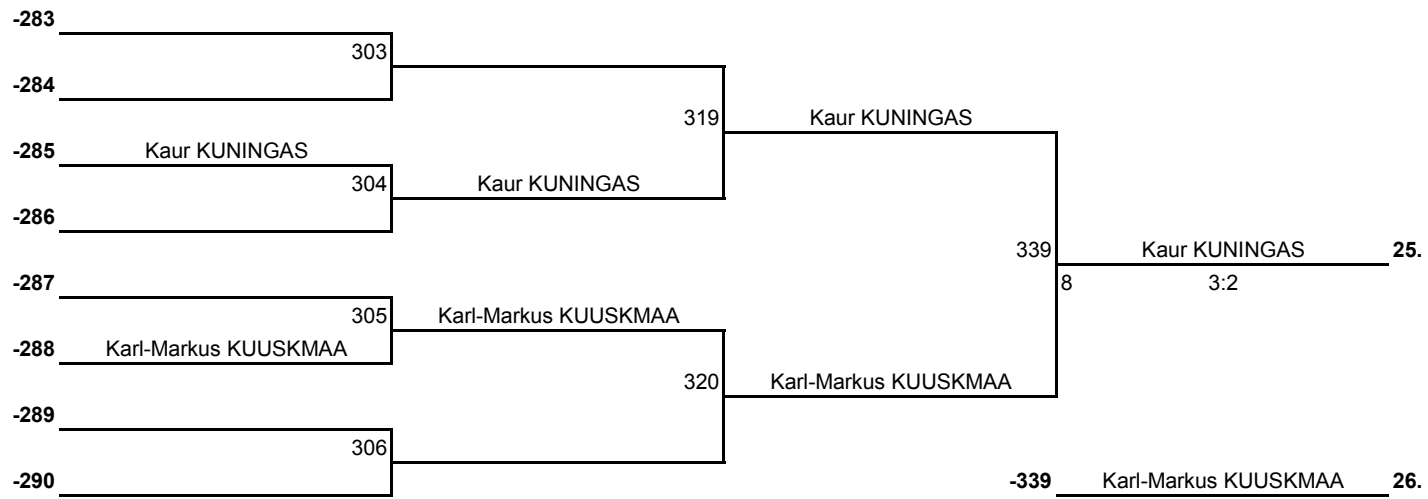 -283
303
-284
319 Kaur KUNINGAS
-285 Kaur KUNINGAS
304 Kaur KUNINGAS
-286
339 Kaur KUNINGAS 25.
-287
8 3:2
305 Karl-Markus KUUSKMAA
-288 Karl-Markus KUUSKMAA
320 Karl-Markus KUUSKMAA
-289
306
-290
-339 Karl-Markus KUUSKMAA 26.